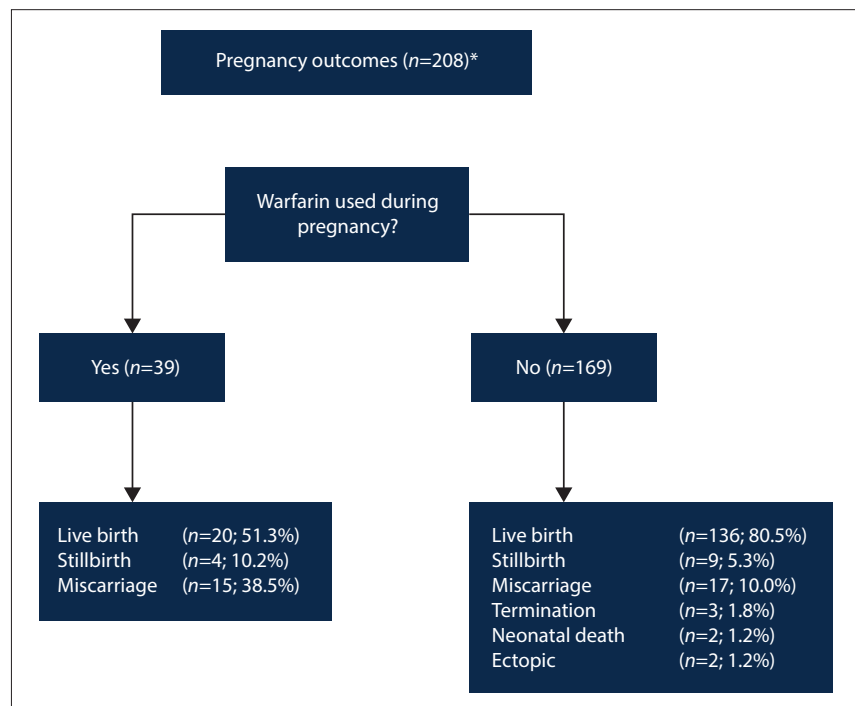 Pregnancy outcomes (n=208)*
Warfarin used during
pregnancy?
Yes (n=39)
No (n=169)
Live birth (n=20; 51.3%)
Stillbirth (n=4; 10.2%)
Miscarriage (n=15; 38.5%)
Live birth (n=136; 80.5%)
Stillbirth (n=9; 5.3%)
Miscarriage (n=17; 10.0%)
Termination (n=3; 1.8%)
Neonatal death (n=2; 1.2%)
Ectopic (n=2; 1.2%)